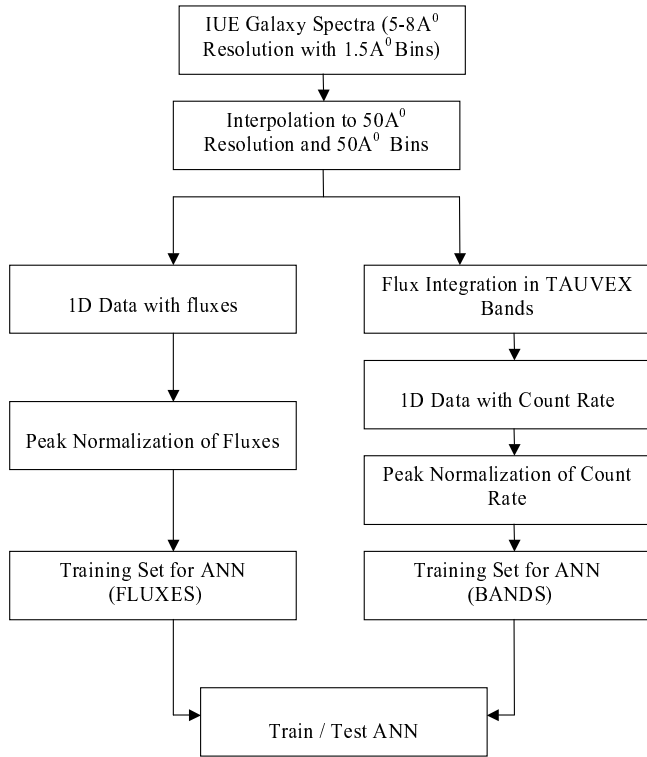 IUE Galaxy Spectra (5-8A⁰
Resolution with 1.5A⁰ Bins)
Interpolation to 50A⁰
Resolution and 50A⁰ Bins
1D Data with fluxes
Flux Integration in TAUVEX
Bands
1D Data with Count Rate
Peak Normalization of Fluxes
Peak Normalization of Count
Rate
Training Set for ANN
(FLUXES)
Training Set for ANN
(BANDS)
Train / Test ANN